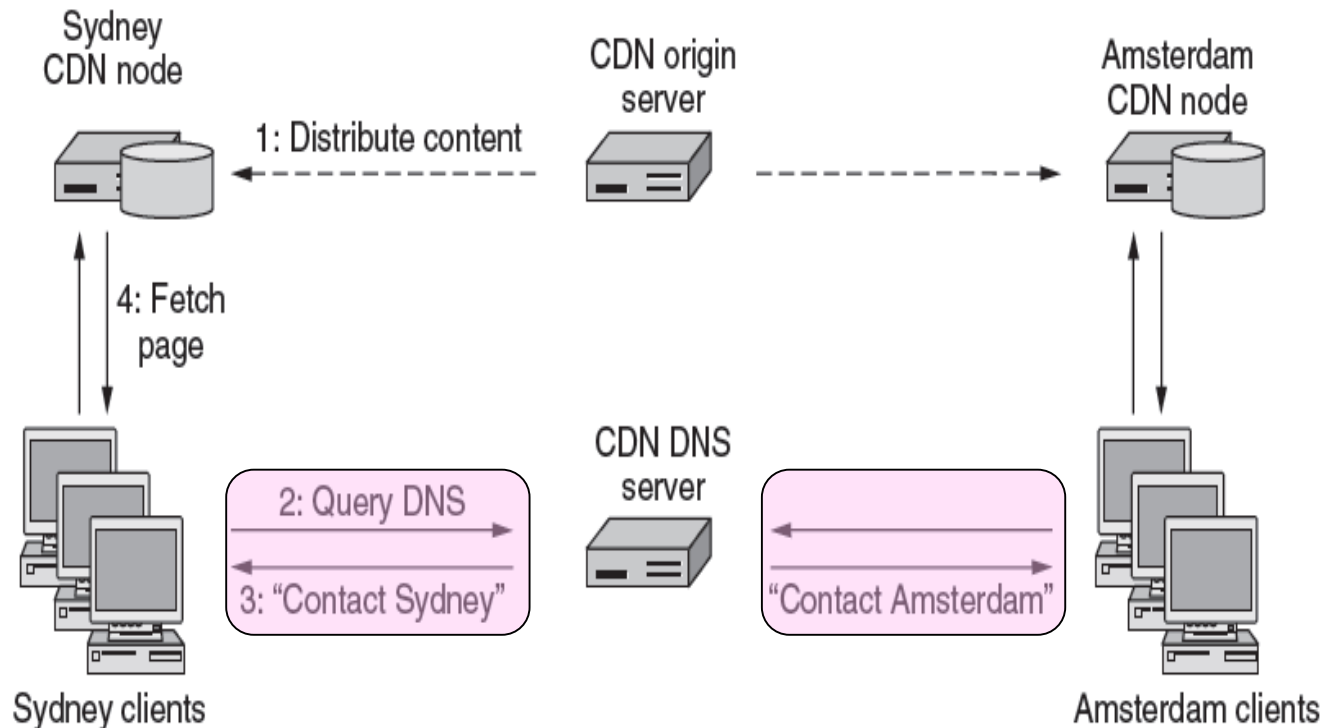 Sydney
CDN node
CDN origin
server
Amsterdam
CDN node
1: Distribute content
4: Fetch
page
CDN DNS
server
2: Query DNS
3: “Contact Sydney”
“Contact Amsterdam”
Sydney clients
Amsterdam clients